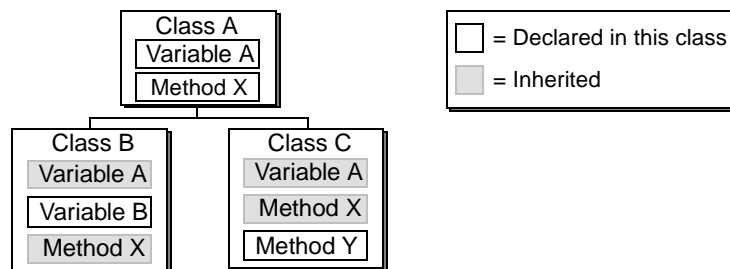 Class A
Variable A
Method X
= Declared in this class
= Inherited
Class B
Variable A
Variable B
Method X
Class C
Variable A
Method X
Method Y